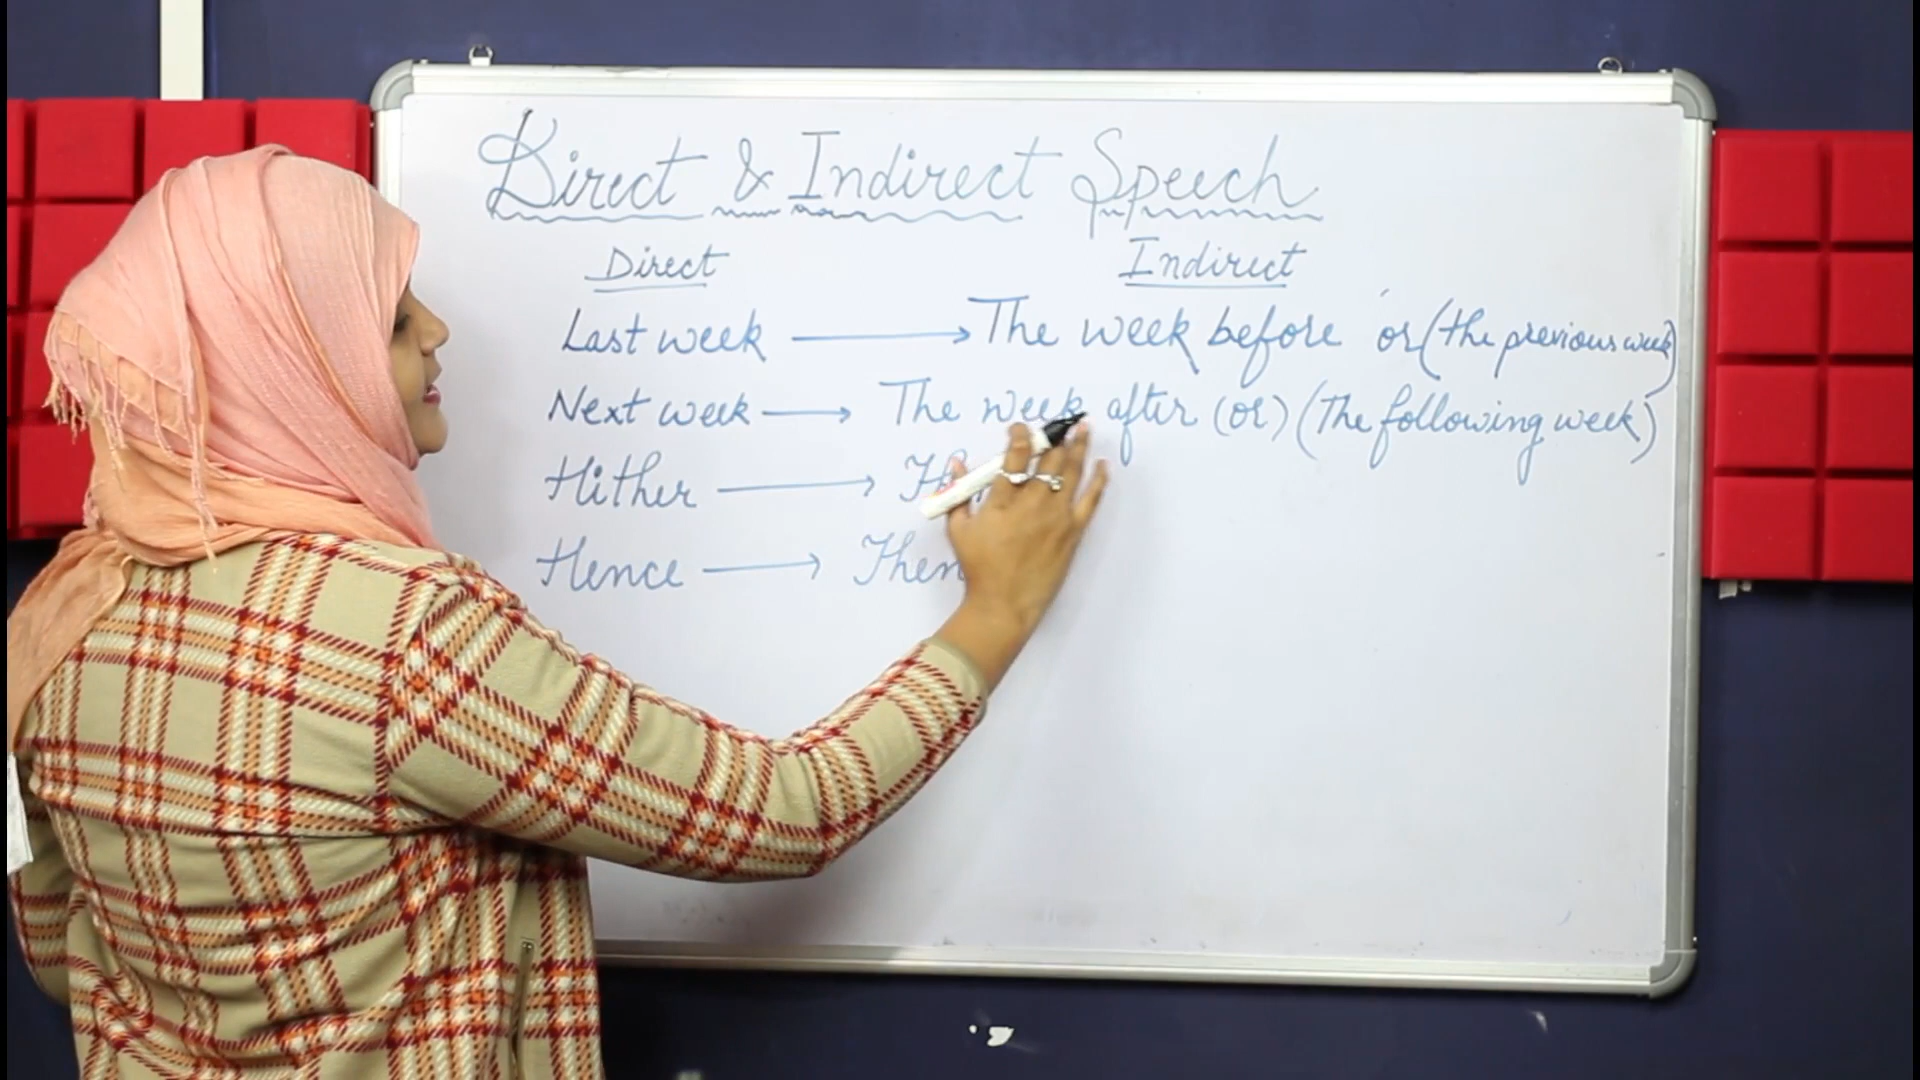 Direct & Indirect Speech
Direct Indirect
Last week → The week before or (the previous week)
Next week → The week after (or) (The following week)
Hither →
Hence →